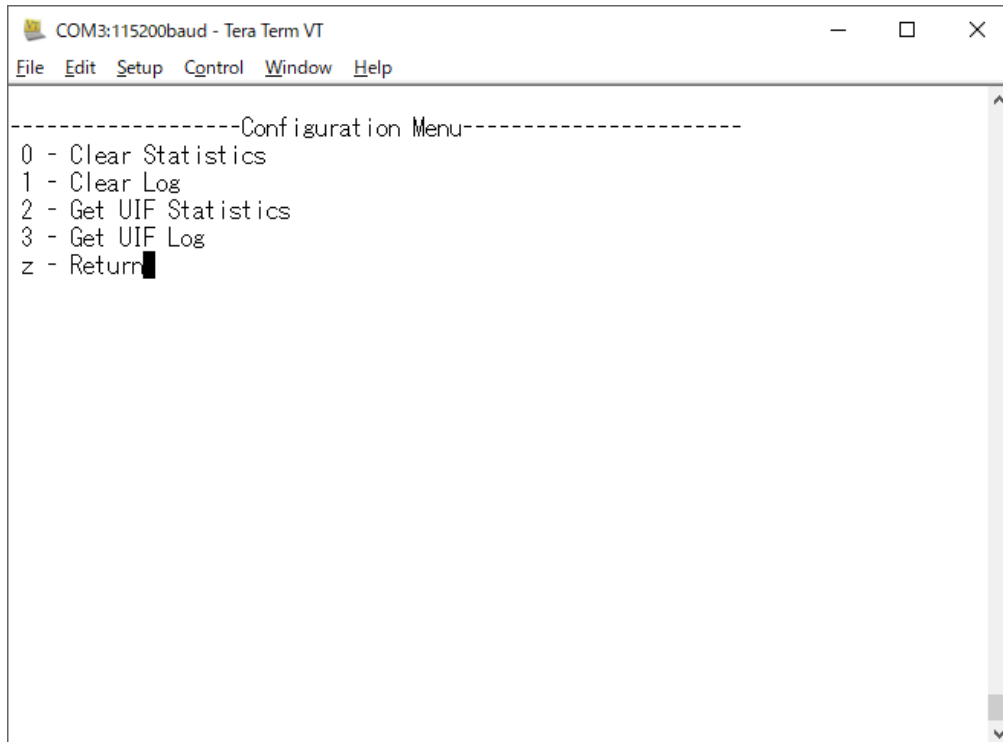 COM3:115200baud - Tera Term VT
File Edit Setup Control Window Help
-------------------Configuration Menu-----------------------
0 - Clear Statistics
1 - Clear Log
2 - Get UIF Statistics
3 - Get UIF Log
z - Return